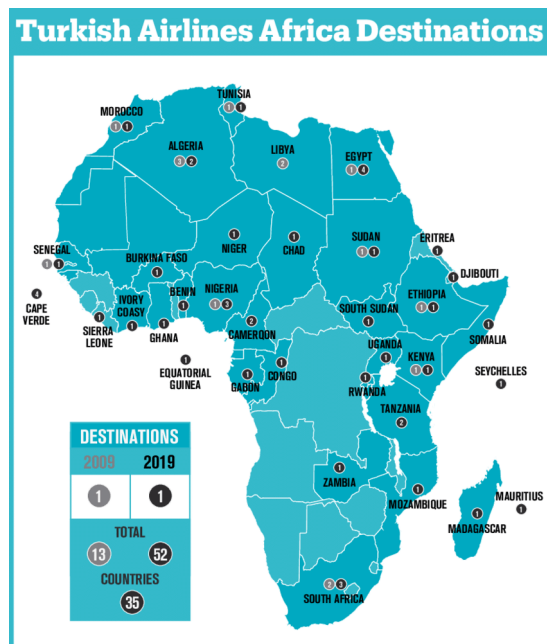 Turkish Airlines Africa Destinations
TUNISIA
1 1
MOROCCO
1 1
ALGERIA
3 2
LIBYA
2
EGYPT
1 4
NIGER
1
CHAD
1
SUDAN
1 1
ERITREA
1
DJIBOUTI
1
SENEGAL
1 1
CAPE
VERDE
4
BURKINA FASO
1
SIERRA
LEONE
1
IVORY
COASY
1
GHANA
1
BENIN
1
NIGERIA
1 3
CAMEROON
2
EQUATORIAL
GUINEA
1
GABON
1
CONGO
1
SOUTH SUDAN
1
ETHIOPIA
1 1
SOMALIA
1
UGANDA
1
KENYA
1 1
RWANDA
1
SEYCHELLES
1
TANZANIA
2
ZAMBIA
1
MOZAMBIQUE
1
MADAGASCAR
1
MAURITIUS
1
SOUTH AFRICA
2 3
DESTINATIONS
2009 2019
1 1
TOTAL
13 52
COUNTRIES
35